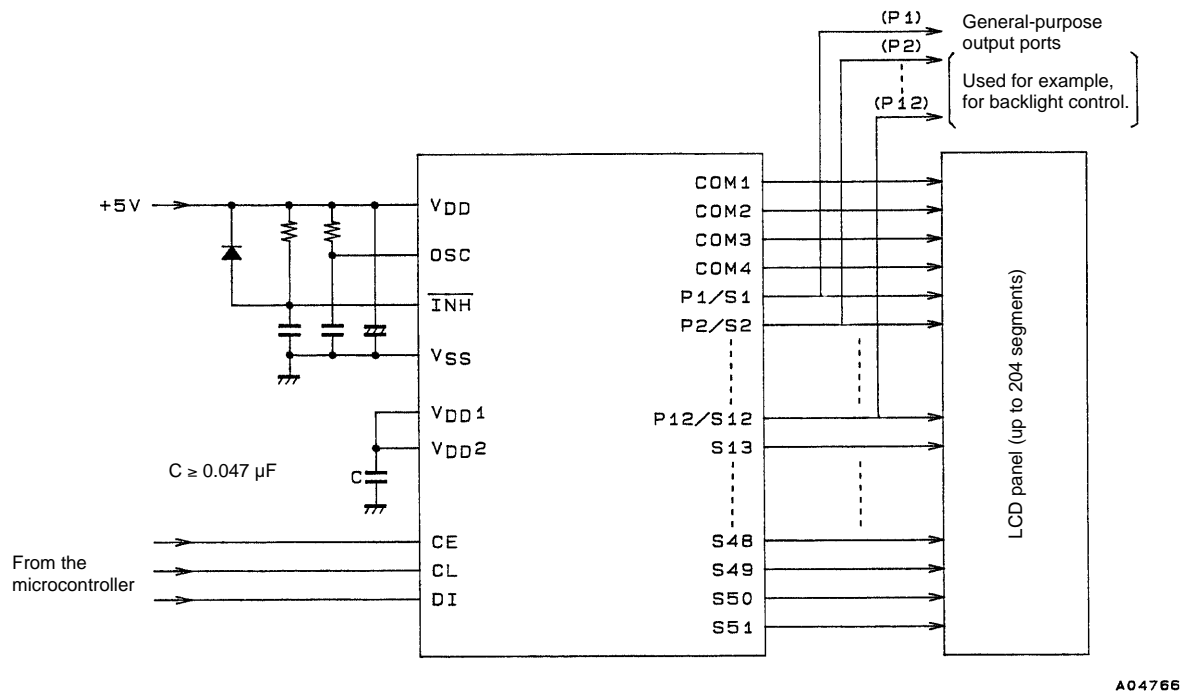 (P1)
General-purpose
output ports
(P2)
Used for example,
for backlight control.
(P12)
+5V
VDD
OSC
INH
VSS
VDD1
VDD2
C ≥ 0.047 µF
C
From the
microcontroller
CE
CL
DI
COM1
COM2
COM3
COM4
P1/S1
P2/S2
P12/S12
S13
S48
S49
S50
S51
LCD panel (up to 204 segments)
A04766